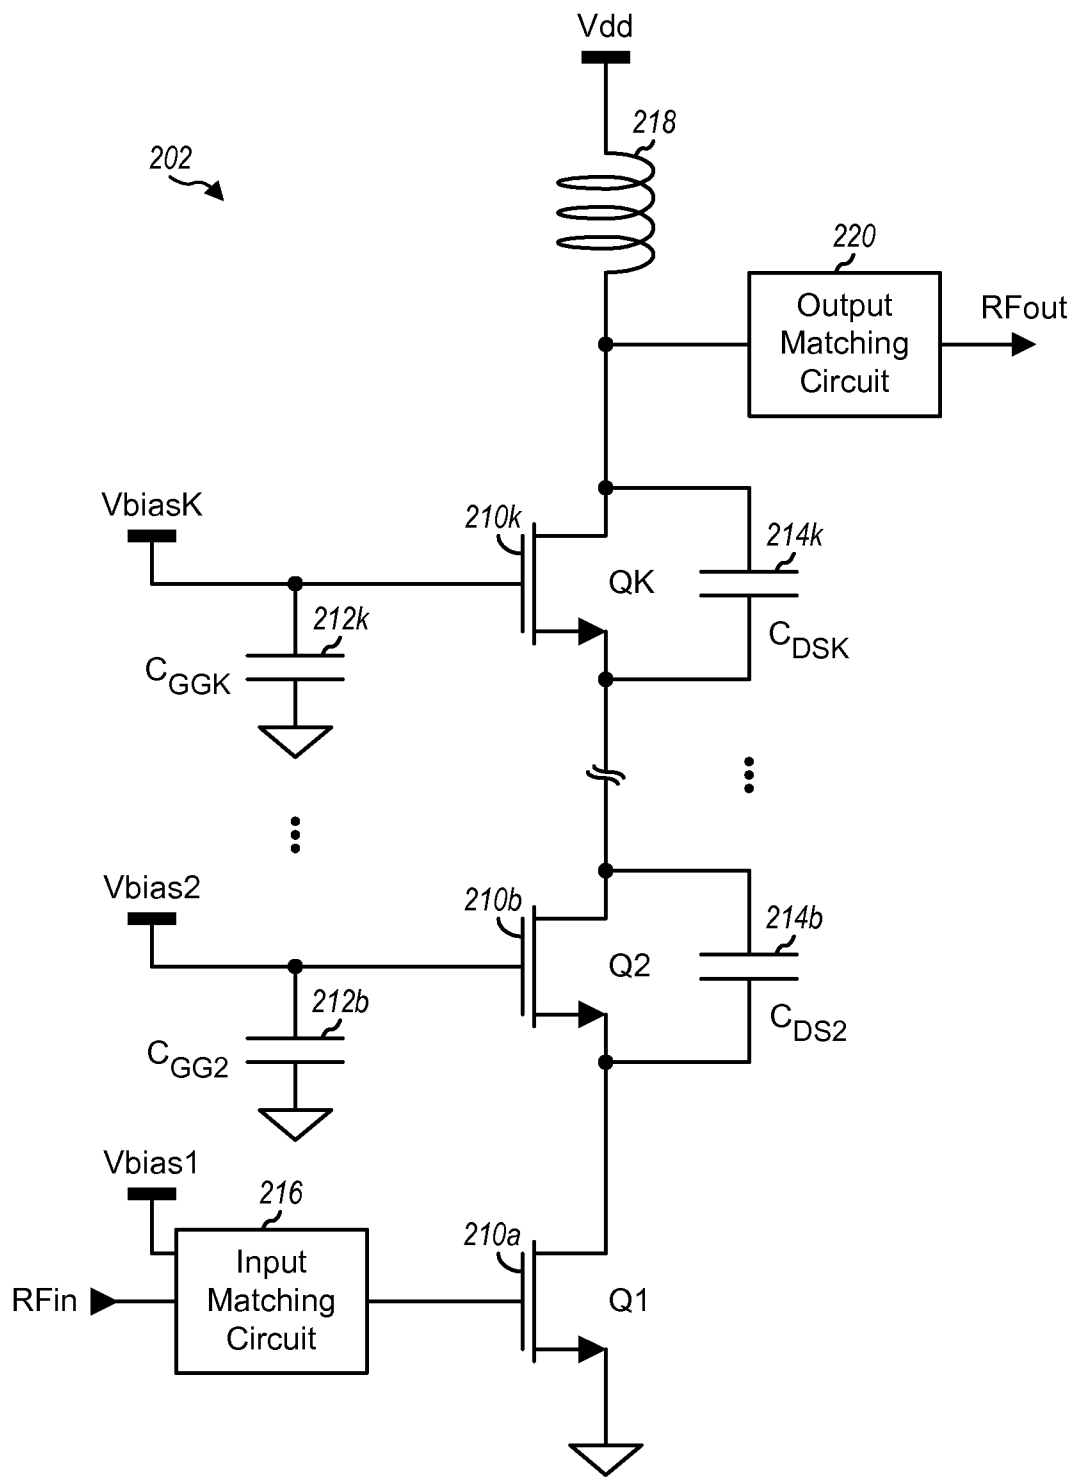 Vdd
218
202
220
Output
Matching
Circuit
RFout
VbiasK
210k
214k
QK
212k
CDSK
CGGK
Vbias2
210b
214b
Q2
212b
CDS2
CGG2
Vbias1
216
210a
Input
Matching
Circuit
RFin
Q1